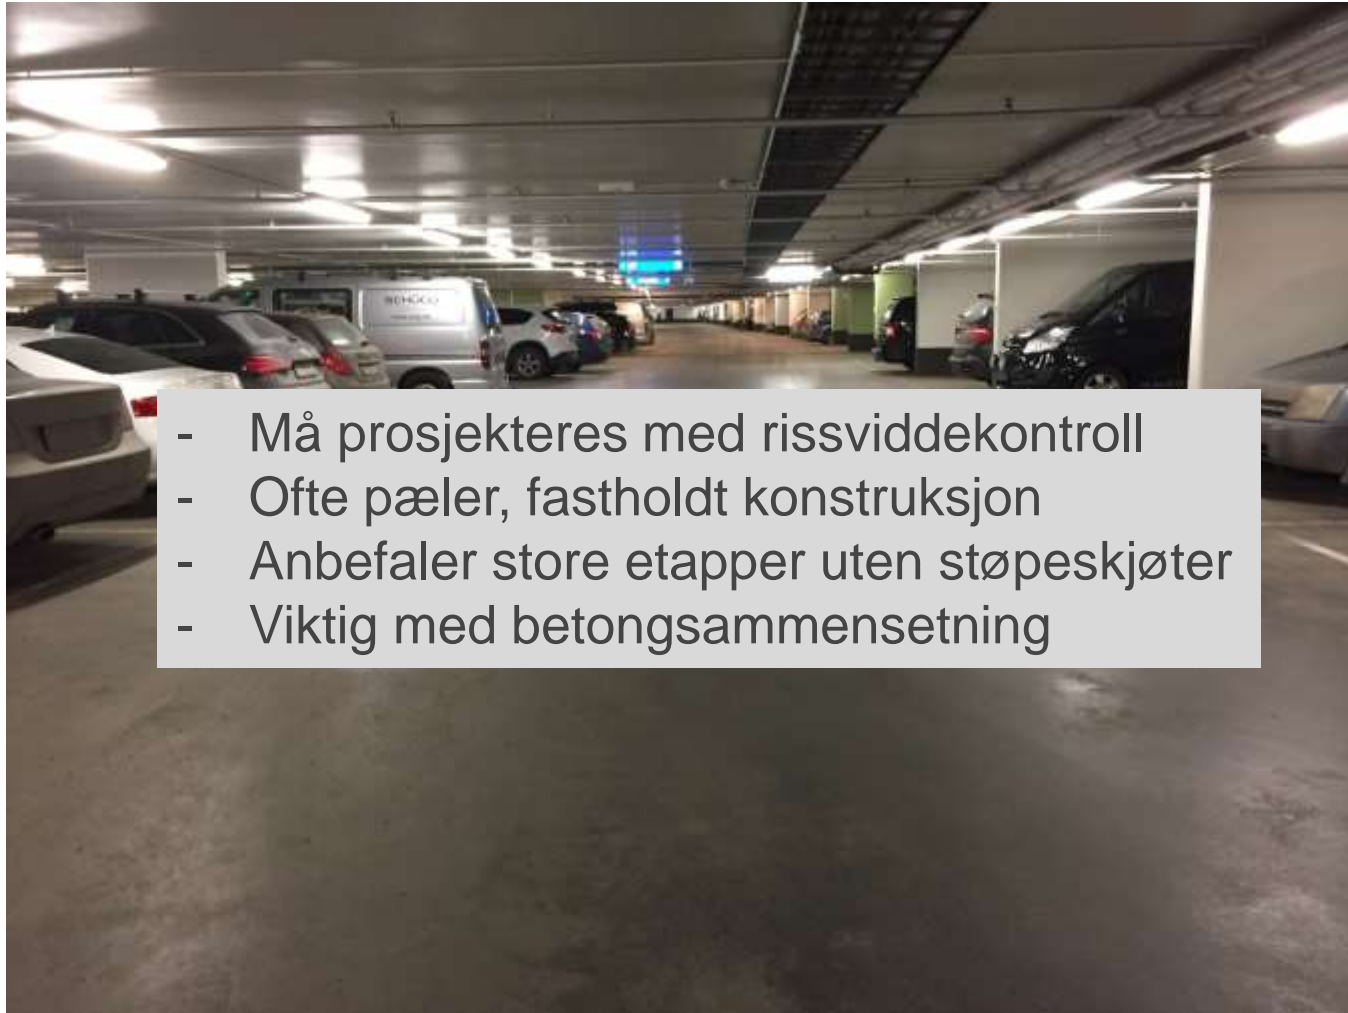 - Må prosjekteres med rissviddekontroll
- Ofte pæler, fastholdt konstruksjon
- Anbefaler store etapper uten støpeskjøter
- Viktig med betongsammensetning